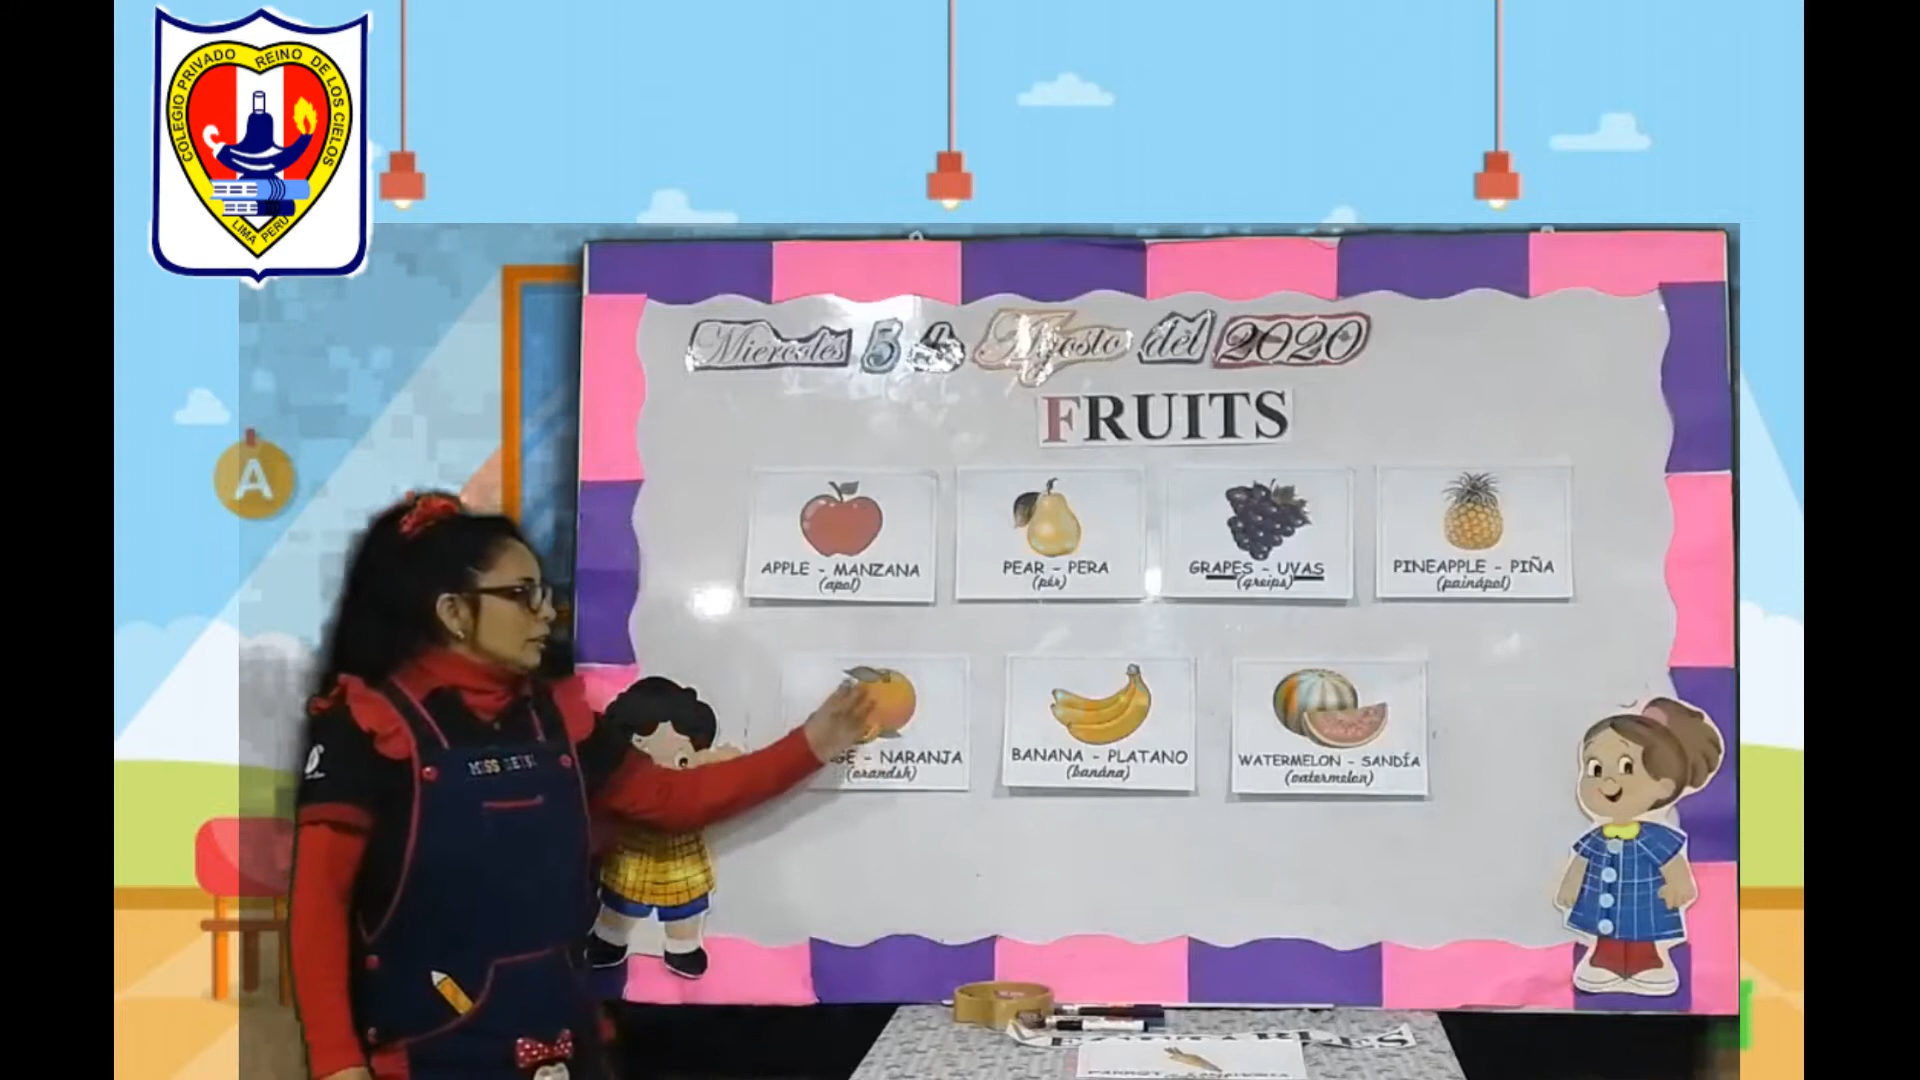 COLEGIO PRIVADO REINO DE LOS CIELOS
LIMA PERU
A
Miercoles 5 de Agosto del 2020
FRUITS
APPLE - MANZANA
(apol)
PEAR - PERA
(pér)
GRAPES - UVAS
(greips)
PINEAPPLE - PIÑA
(painápol)
GE - NARANJA
(orandsh)
BANANA - PLATANO
(banána)
WATERMELON - SANDÍA
(oatermelon)
MISS